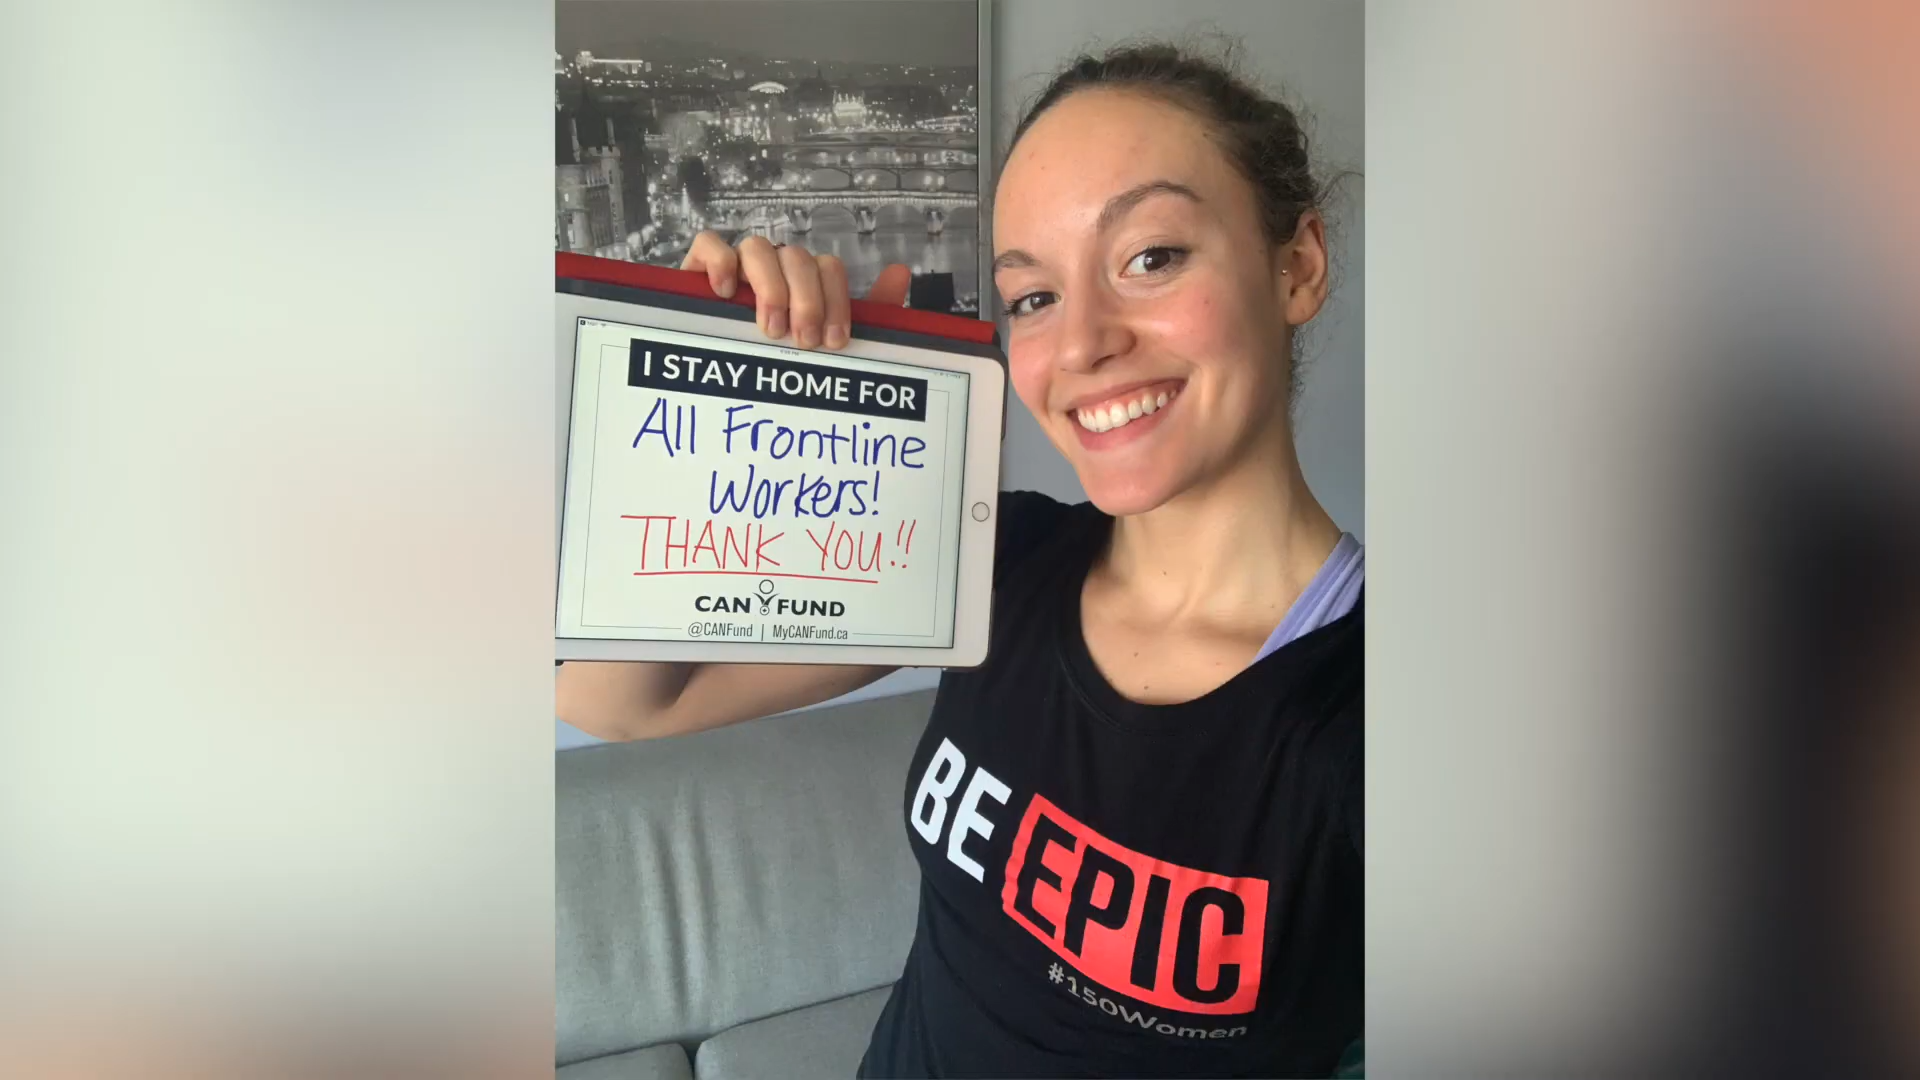 I STAY HOME FOR
All Frontline
Workers!
THANK YOU!!
CAN FUND
@CANFund | MyCANFund.ca
BE EPIC
#150Women